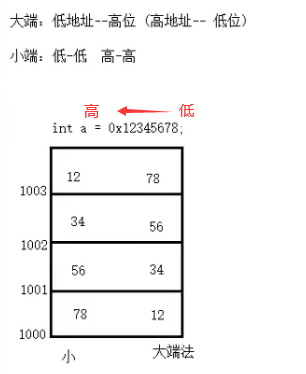 大端：低地址--高位（高地址-- 低位）
小端：低-低  高-高
高 低
int a = 0x12345678;
12 78
1003
34 56
1002
56 34
1001
78 12
1000
小 大端法